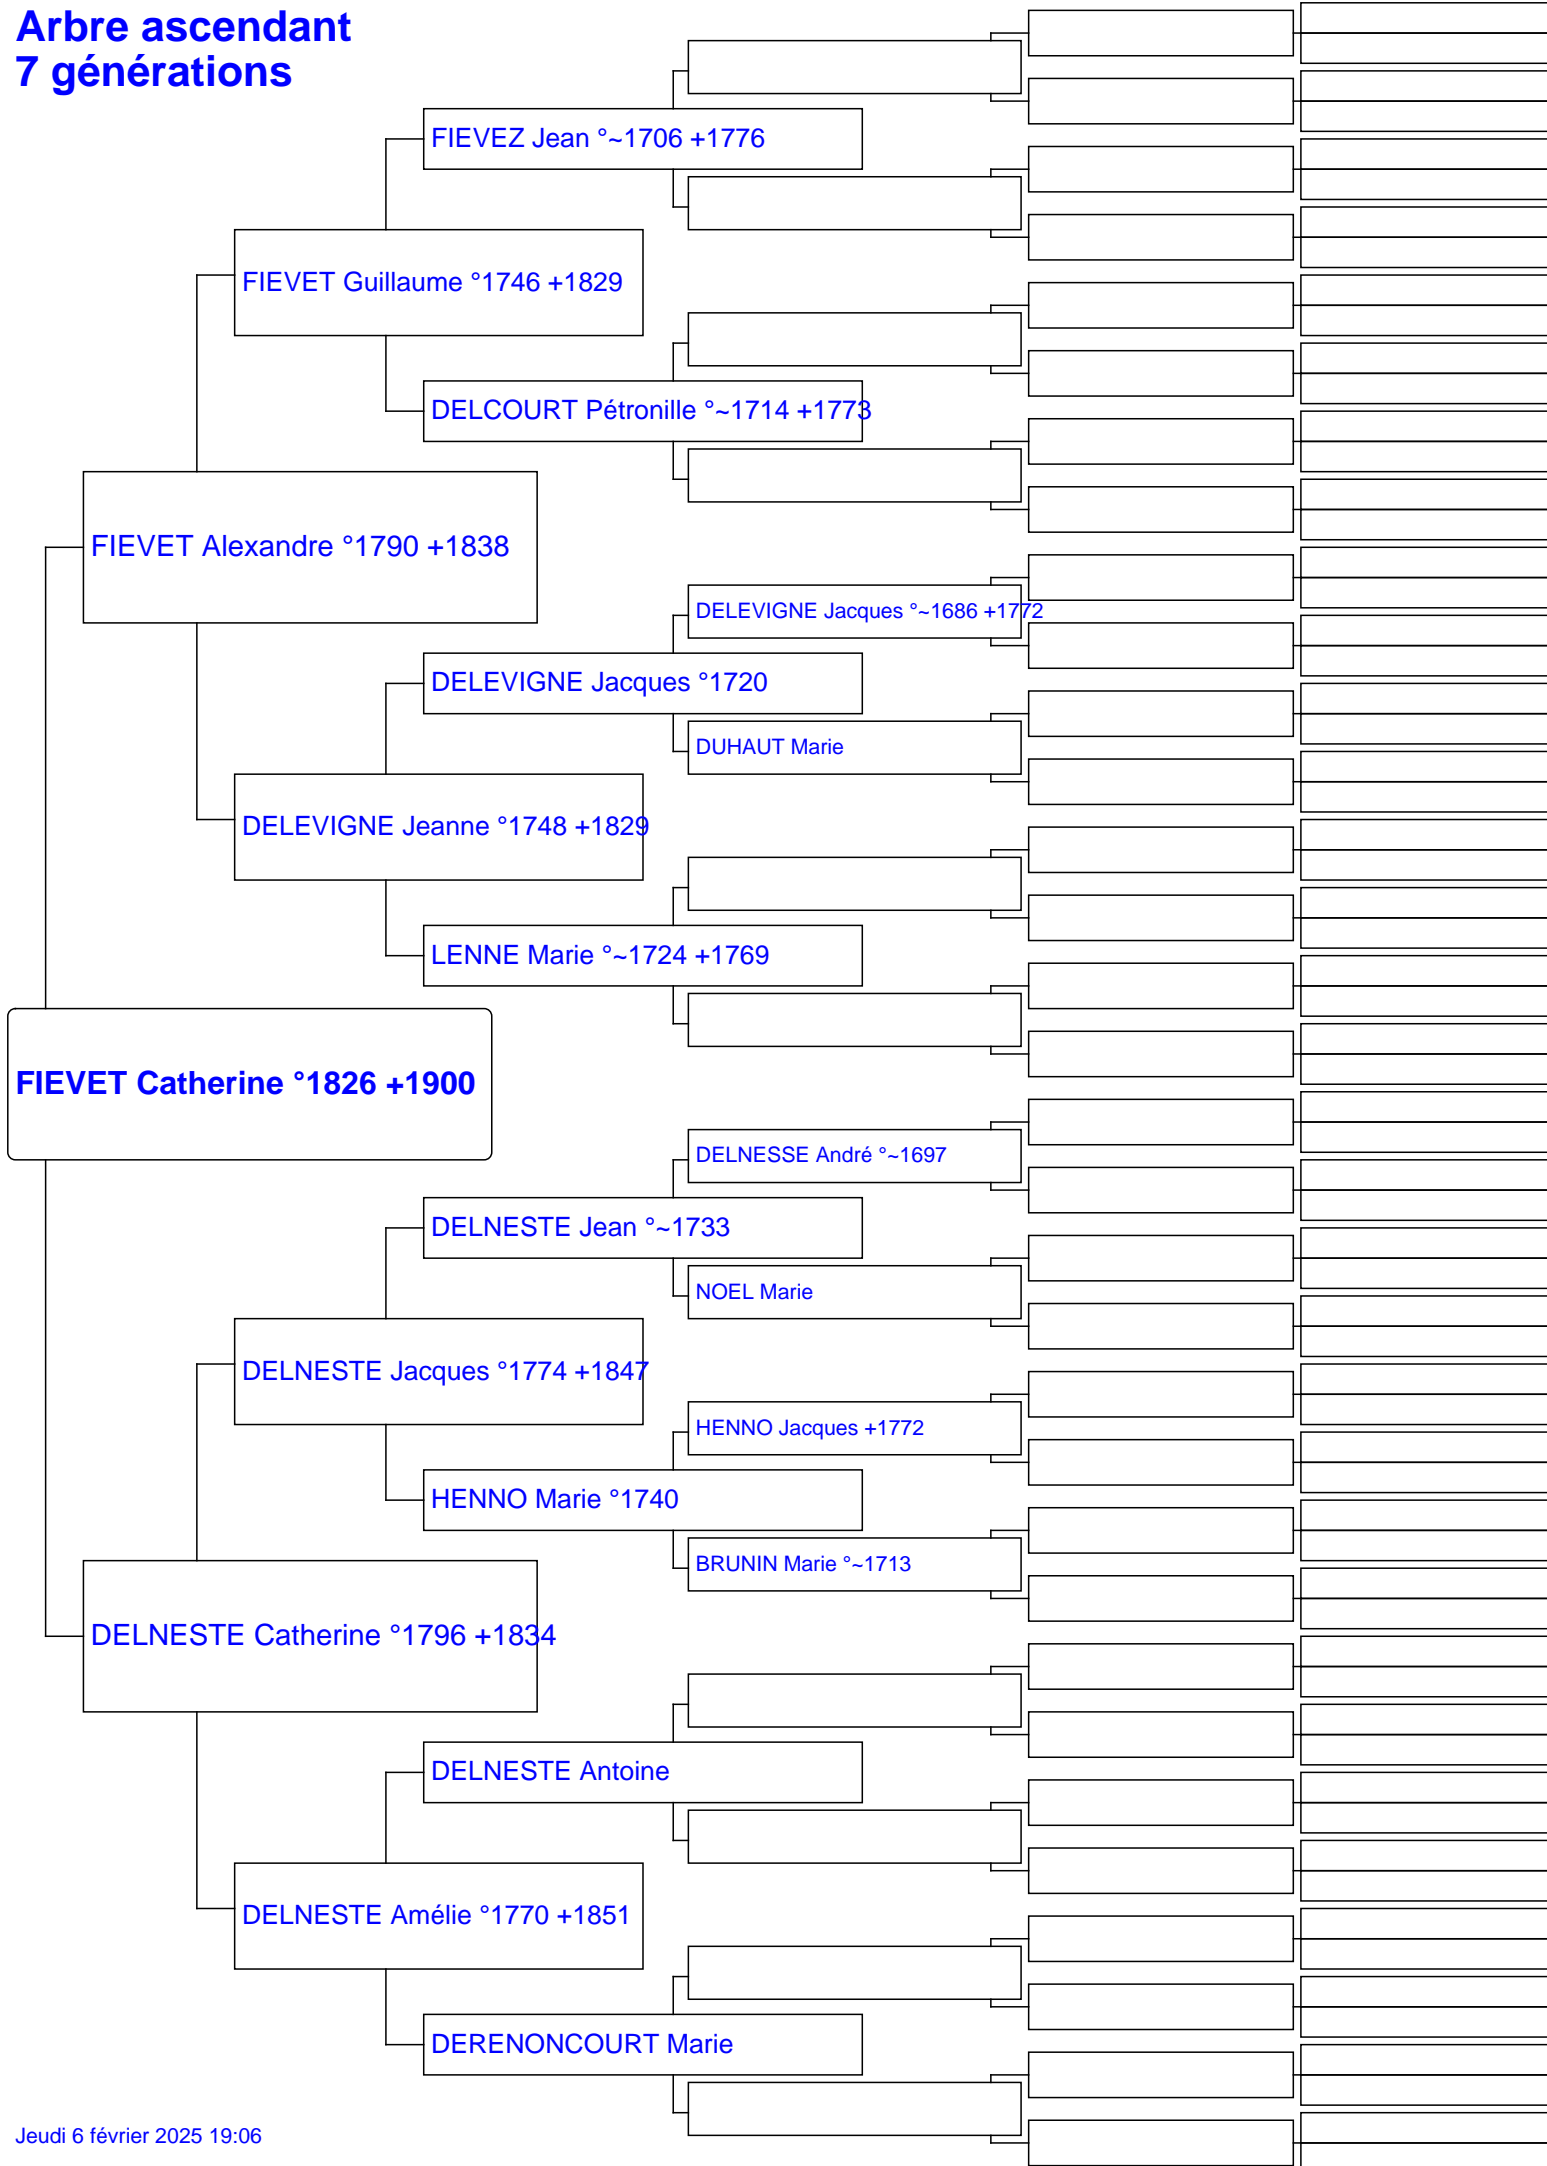 Arbre ascendant
7 générations
FIEVEZ Jean °~1706 +1776
FIEVET Guillaume °1746 +1829
DELCOURT Pétronille °~1714 +1773
FIEVET Alexandre °1790 +1838
DELEVIGNE Jacques °~1686 +1772
DELEVIGNE Jacques °1720
DUHAUT Marie
DELEVIGNE Jeanne °1748 +1829
LENNE Marie °~1724 +1769
FIEVET Catherine °1826 +1900
DELNESSE André °~1697
DELNESTE Jean °~1733
NOEL Marie
DELNESTE Jacques °1774 +1847
HENNO Jacques +1772
HENNO Marie °1740
BRUNIN Marie °~1713
DELNESTE Catherine °1796 +1834
DELNESTE Antoine
DELNESTE Amélie °1770 +1851
DERENONCOURT Marie
Jeudi 6 février 2025 19:06